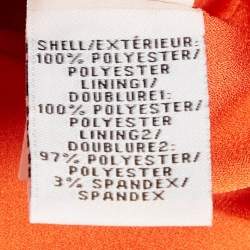 SHELL/EXTÉRIEUR:
100% POLYESTER/
POLYESTER
LINING1/
DOUBLURE1:
100% POLYESTER/
POLYESTER
LINING2/
DOUBLURE2:
97% POLYESTER/
POLYESTER
3% SPANDEX/
SPANDEX